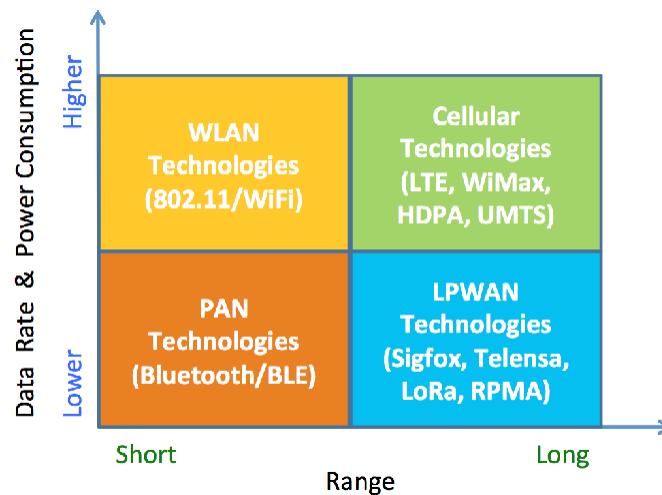 Data Rate & Power Consumption
Higher
Lower
WLAN
Technologies
(802.11/WiFi)
Cellular
Technologies
(LTE, WiMax,
HDPA, UMTS)
PAN
Technologies
(Bluetooth/BLE)
LPWAN
Technologies
(Sigfox, Telensa,
LoRa, RPMA)
Short
Long
Range